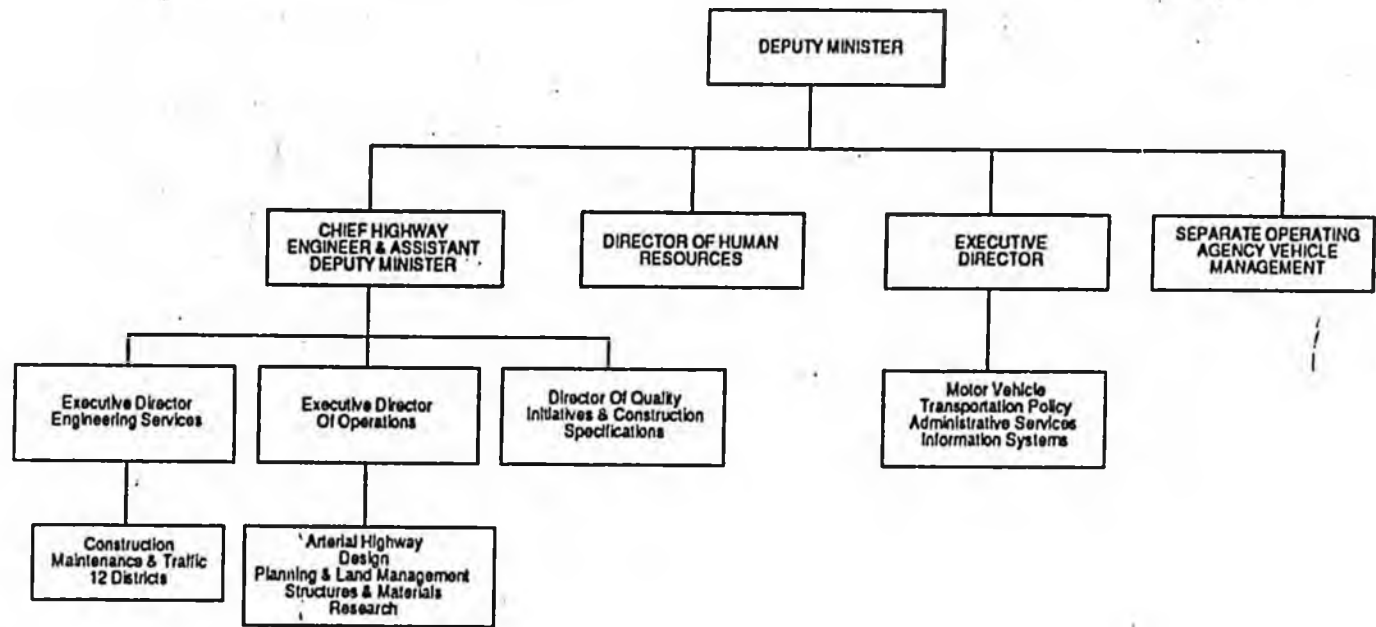 DEPUTY MINISTER
CHIEF HIGHWAY
ENGINEER & ASSISTANT
DEPUTY MINISTER
DIRECTOR OF HUMAN
RESOURCES
EXECUTIVE
DIRECTOR
SEPARATE OPERATING
AGENCY VEHICLE
MANAGEMENT
Executive Director
Engineering Services
Executive Director
Of Operations
Director Of Quality
Initiatives & Construction
Specifications
Motor Vehicle
Transportation Policy
Administrative Services
Information Systems
Construction
Maintenance & Traffic
12 Districts
Arterial Highway
Design
Planning & Land Management
Structures & Materials
Research